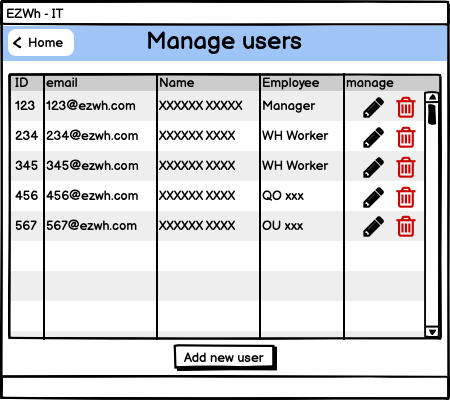 EZWh - IT
Home
Manage users
ID email Name Employee manage
123 123@ezwh.com XXXXXX XXXXX Manager
234 234@ezwh.com XXXXXX XXXX WH Worker
345 345@ezwh.com XXXXXX XXXX WH Worker
456 456@ezwh.com XXXXXX XXXX QO xxx
567 567@ezwh.com XXXXXX XXXX OU xxx
Add new user